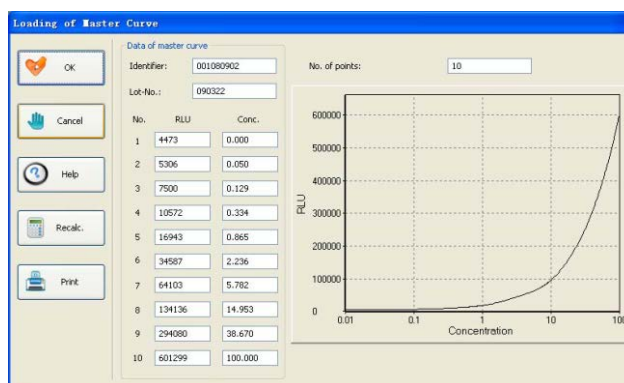 Loading of Master Curve
OK
Cancel
Help
Recalc.
Print
Data of master curve
Identifier: 001080902
Lot-No.: 090322
No. RLU Conc.
1 4473 0.000
2 5306 0.050
3 7500 0.129
4 10572 0.334
5 16943 0.865
6 34587 2.236
7 64103 5.782
8 134136 14.953
9 294080 38.670
10 601299 100.000
No. of points: 10
600000
500000
400000
300000
200000
100000
0
RLU
0.01 0.1 1 10 100
Concentration